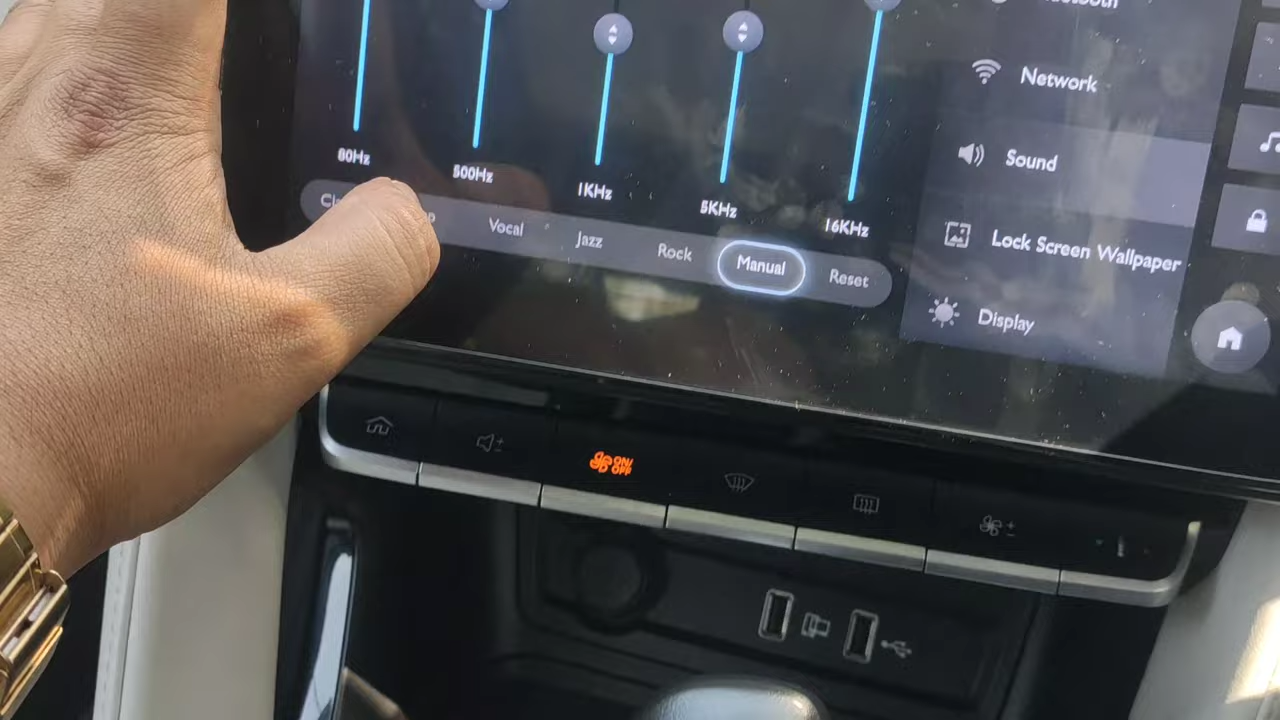 80Hz
500Hz
1KHz
5KHz
16KHz
Vocal
Jazz
Rock
Manual
Reset
Network
Sound
Lock Screen Wallpaper
Display
ON/
OFF